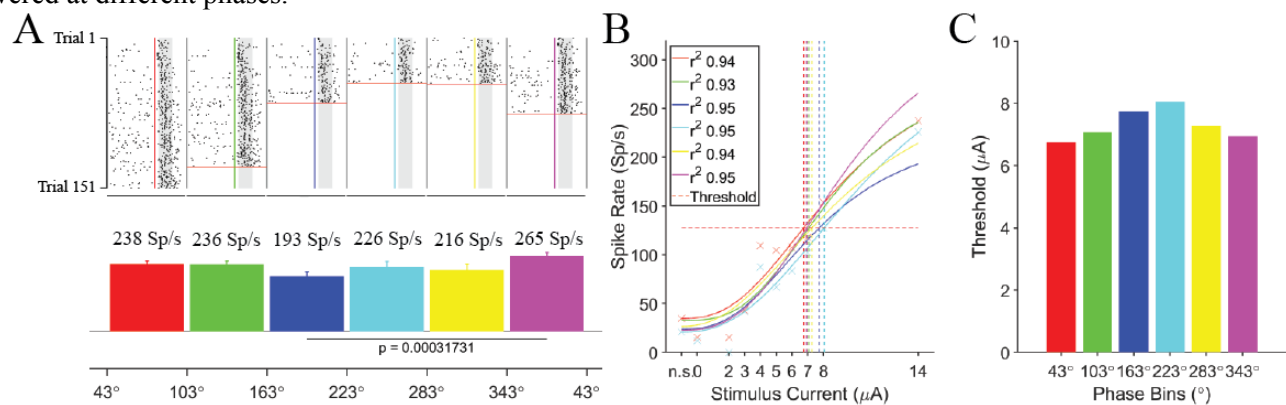 vered at different phases.
A
Trial 1
Trial 151
238 Sp/s 236 Sp/s 193 Sp/s 226 Sp/s 216 Sp/s 265 Sp/s
p = 0.00031731
43° 103° 163° 223° 283° 343° 43°
B
300
250
200
150
100
50
0
Spike Rate (Sp/s)
r² 0.94
r² 0.93
r² 0.95
r² 0.95
r² 0.94
r² 0.95
Threshold
n.s. 0 2 3 4 5 6 7 8 14
Stimulus Current (μA)
C
10
8
6
4
2
0
Threshold (μA)
43° 103° 163° 223° 283° 343°
Phase Bins (°)